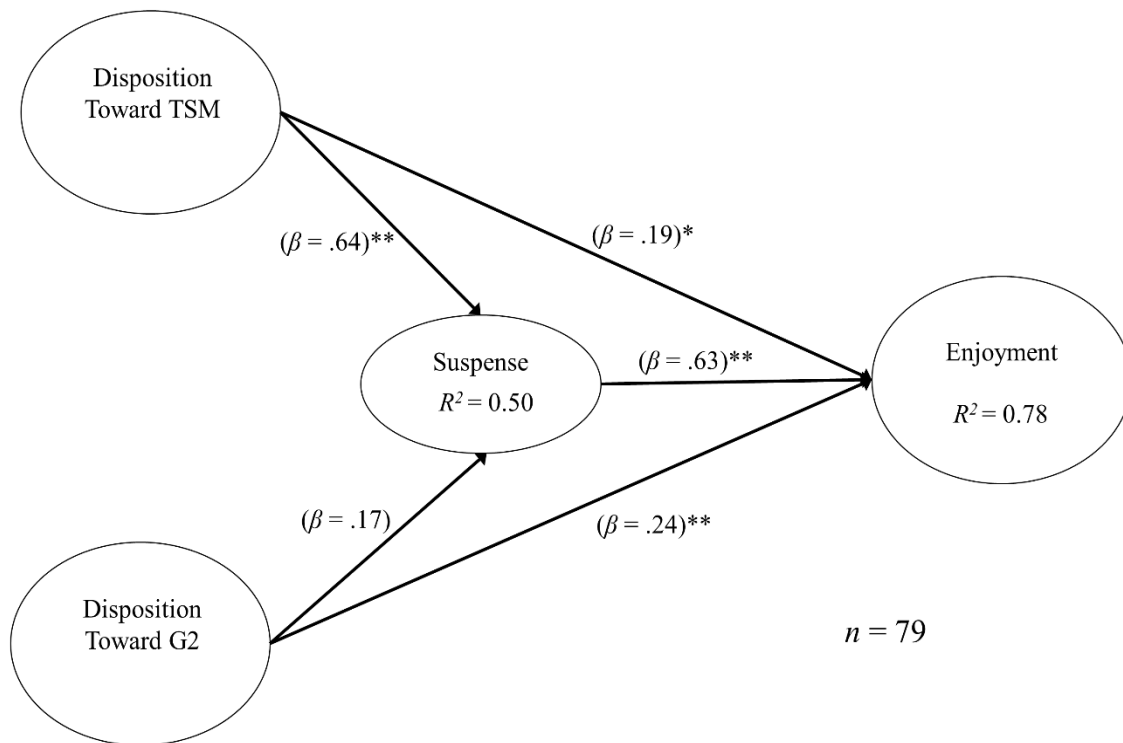 Disposition
Toward TSM
(β = .64)**
(β = .19)*
Suspense
R² = 0.50
(β = .63)**
Enjoyment
R² = 0.78
(β = .17)
(β = .24)**
Disposition
Toward G2
n = 79